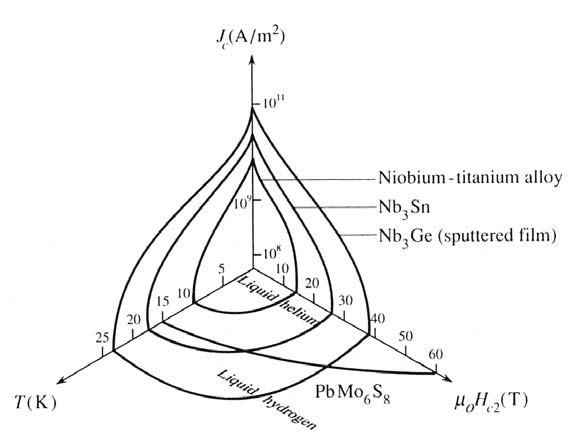 J_c(A/m²)
10¹¹
Niobium-titanium alloy
Nb₃Sn
10⁹
Nb₃Ge (sputtered film)
10⁸
5
10
10
20
15
30
20
40
25
50
60
Liquid helium
Liquid hydrogen
PbMo₆S₈
T(K)
μ₀H_c2(T)